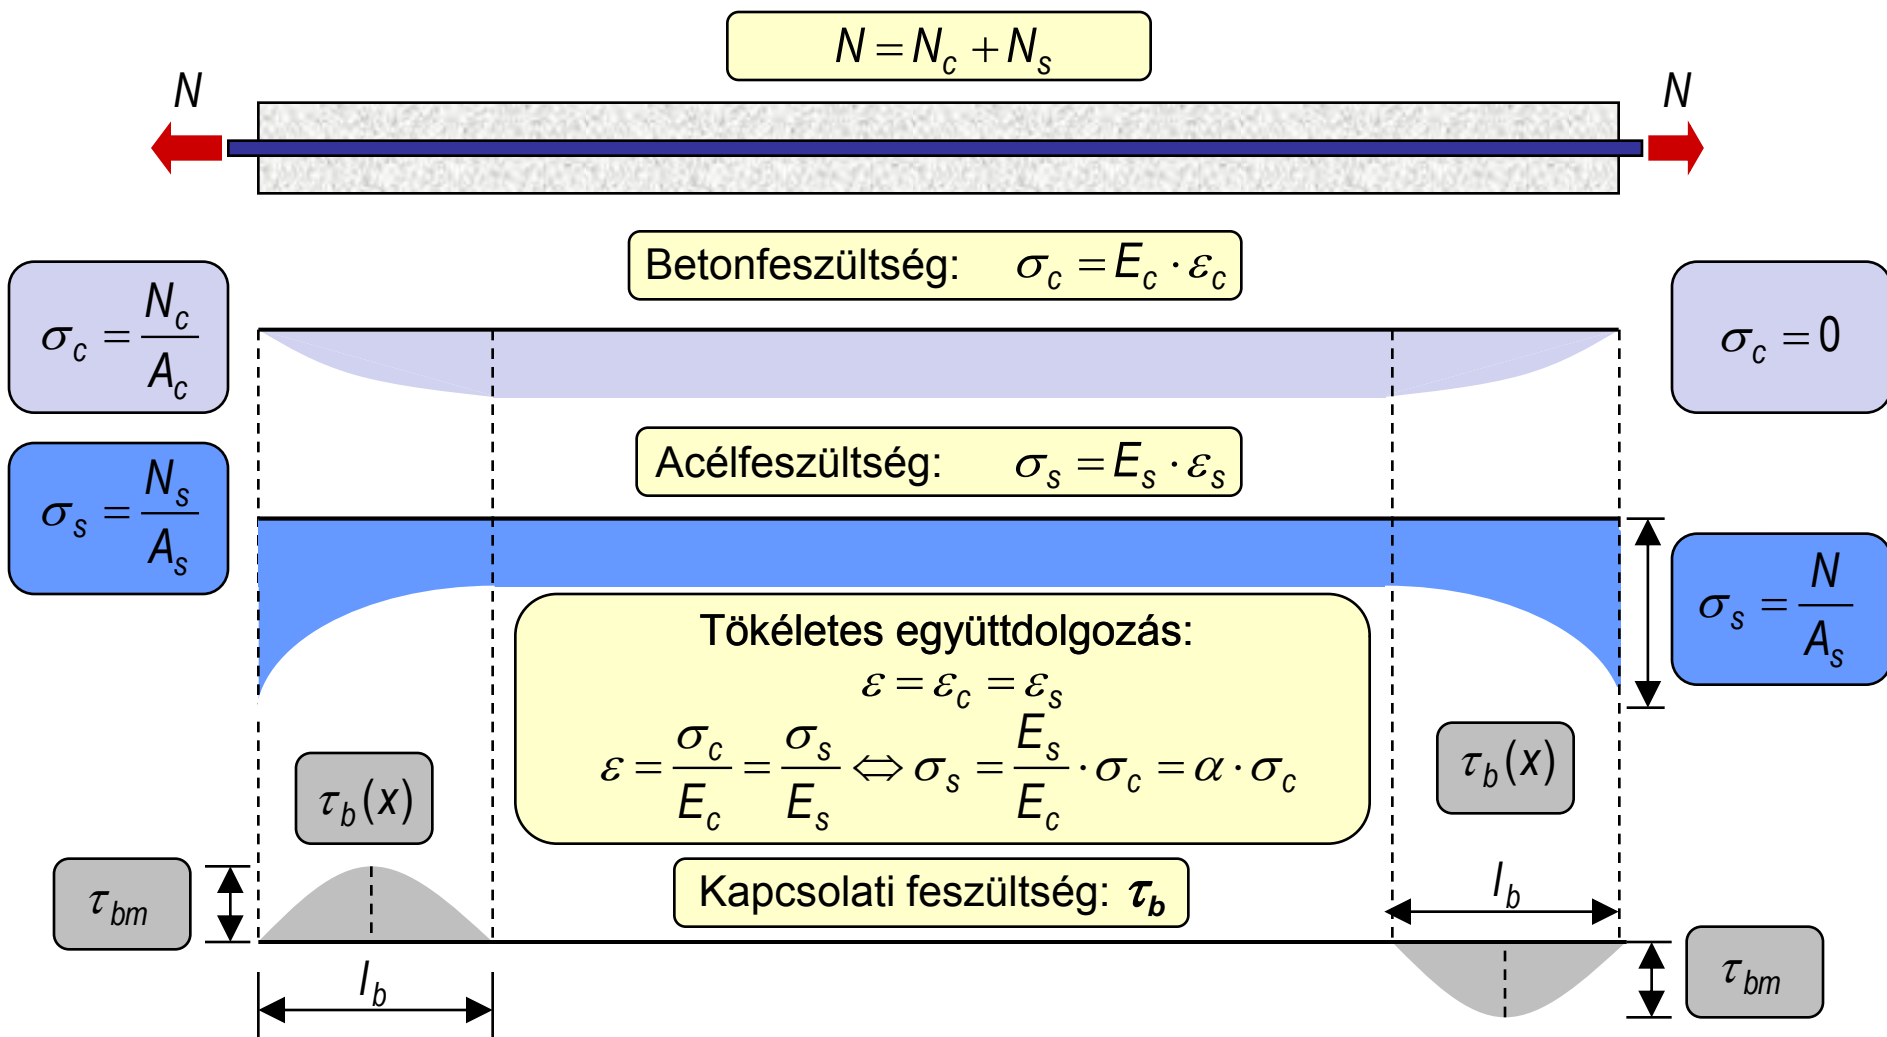 N = N_c + N_s
N
N
Betonfeszültség: σ_c = E_c · ε_c
σ_c = N_c / A_c
σ_c = 0
Acélfeszültség: σ_s = E_s · ε_s
σ_s = N_s / A_s
σ_s = N / A_s
Tökéletes együttdolgozás:
ε = ε_c = ε_s
ε = σ_c / E_c = σ_s / E_s ⇔ σ_s = E_s / E_c · σ_c = α · σ_c
τ_b(x)
τ_b(x)
Kapcsolati feszültség: τ_b
τ_bm
l_b
l_b
τ_bm